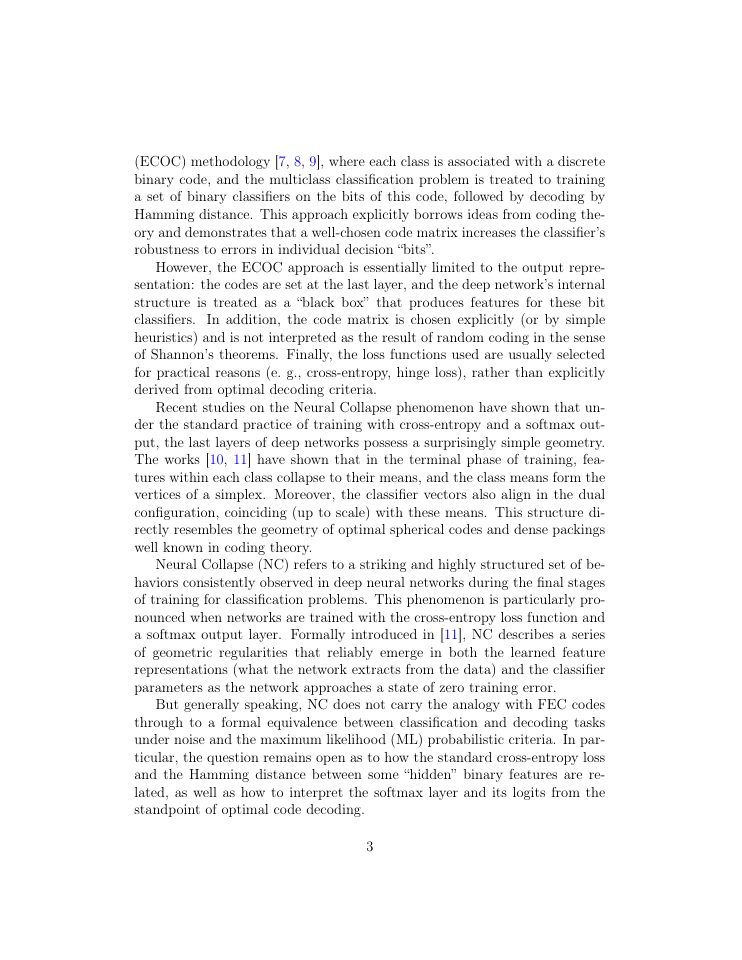 (ECOC) methodology [7, 8, 9], where each class is associated with a discrete
binary code, and the multiclass classification problem is treated to training
a set of binary classifiers on the bits of this code, followed by decoding by
Hamming distance. This approach explicitly borrows ideas from coding the-
ory and demonstrates that a well-chosen code matrix increases the classifier's
robustness to errors in individual decision “bits”.
However, the ECOC approach is essentially limited to the output repre-
sentation: the codes are set at the last layer, and the deep network's internal
structure is treated as a “black box” that produces features for these bit
classifiers. In addition, the code matrix is chosen explicitly (or by simple
heuristics) and is not interpreted as the result of random coding in the sense
of Shannon's theorems. Finally, the loss functions used are usually selected
for practical reasons (e. g., cross-entropy, hinge loss), rather than explicitly
derived from optimal decoding criteria.
Recent studies on the Neural Collapse phenomenon have shown that un-
der the standard practice of training with cross-entropy and a softmax out-
put, the last layers of deep networks possess a surprisingly simple geometry.
The works [10, 11] have shown that in the terminal phase of training, fea-
tures within each class collapse to their means, and the class means form the
vertices of a simplex. Moreover, the classifier vectors also align in the dual
configuration, coinciding (up to scale) with these means. This structure di-
rectly resembles the geometry of optimal spherical codes and dense packings
well known in coding theory.
Neural Collapse (NC) refers to a striking and highly structured set of be-
haviors consistently observed in deep neural networks during the final stages
of training for classification problems. This phenomenon is particularly pro-
nounced when networks are trained with the cross-entropy loss function and
a softmax output layer. Formally introduced in [11], NC describes a series
of geometric regularities that reliably emerge in both the learned feature
representations (what the network extracts from the data) and the classifier
parameters as the network approaches a state of zero training error.
But generally speaking, NC does not carry the analogy with FEC codes
through to a formal equivalence between classification and decoding tasks
under noise and the maximum likelihood (ML) probabilistic criteria. In par-
ticular, the question remains open as to how the standard cross-entropy loss
and the Hamming distance between some “hidden” binary features are re-
lated, as well as how to interpret the softmax layer and its logits from the
standpoint of optimal code decoding.
3